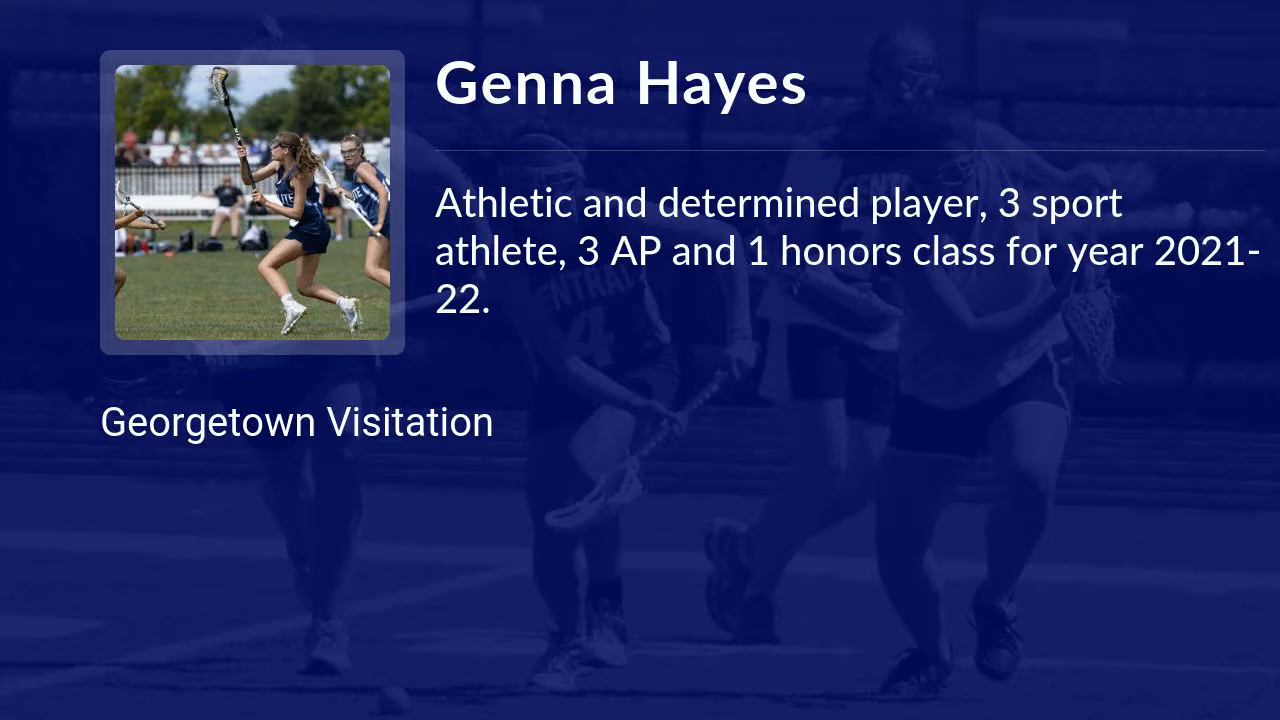 Genna Hayes
Athletic and determined player, 3 sport
athlete, 3 AP and 1 honors class for year 2021-
22.
Georgetown Visitation